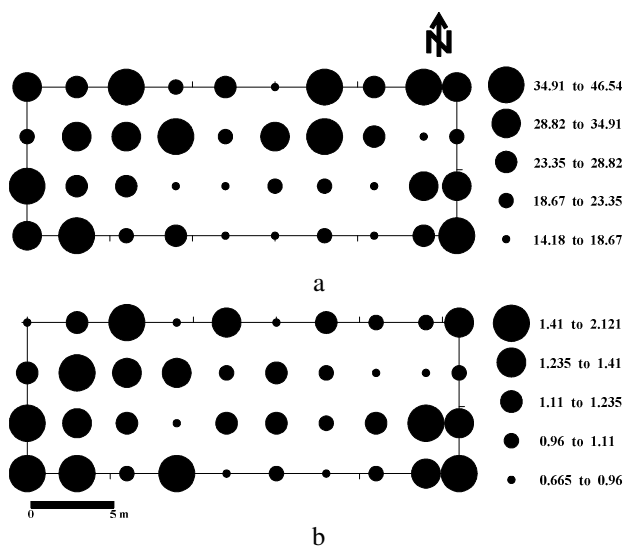 N
34.91 to 46.54
28.82 to 34.91
23.35 to 28.82
18.67 to 23.35
14.18 to 18.67
a
1.41 to 2.121
1.235 to 1.41
1.11 to 1.235
0.96 to 1.11
0.665 to 0.96
0 5 m
b